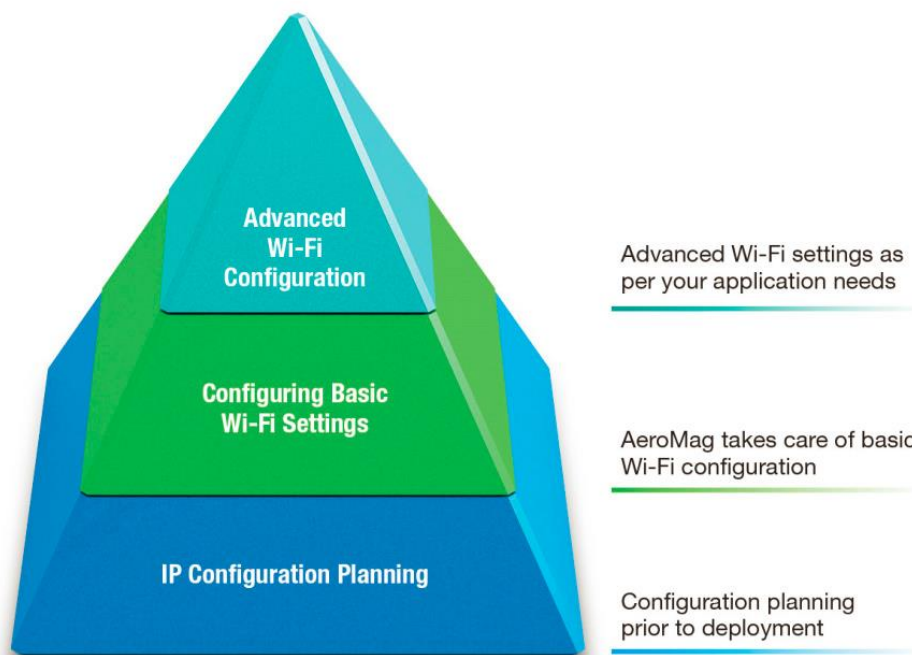 Advanced
Wi-Fi
Configuration
Advanced Wi-Fi settings as
per your application needs
Configuring Basic
Wi-Fi Settings
AeroMag takes care of basic
Wi-Fi configuration
IP Configuration Planning
Configuration planning
prior to deployment